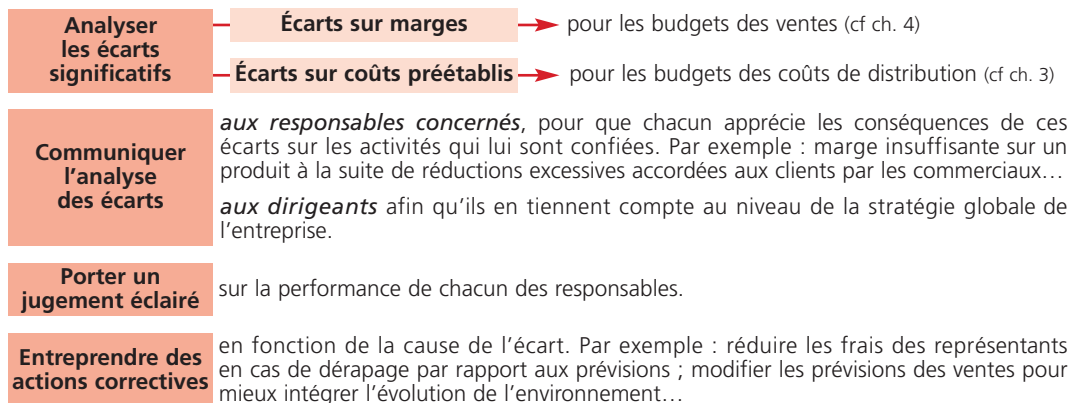 Analyser
les écarts
significatifs
Écarts sur marges
pour les budgets des ventes (cf ch. 4)
Écarts sur coûts préétablis
pour les budgets des coûts de distribution (cf ch. 3)
Communiquer
l'analyse
des écarts
aux responsables concernés, pour que chacun apprécie les conséquences de ces
écarts sur les activités qui lui sont confiées. Par exemple : marge insuffisante sur un
produit à la suite de réductions excessives accordées aux clients par les commerciaux…
aux dirigeants afin qu'ils en tiennent compte au niveau de la stratégie globale de
l'entreprise.
Porter un
jugement éclairé
sur la performance de chacun des responsables.
Entreprendre des
actions correctives
en fonction de la cause de l'écart. Par exemple : réduire les frais des représentants
en cas de dérapage par rapport aux prévisions ; modifier les prévisions des ventes pour
mieux intégrer l'évolution de l'environnement…